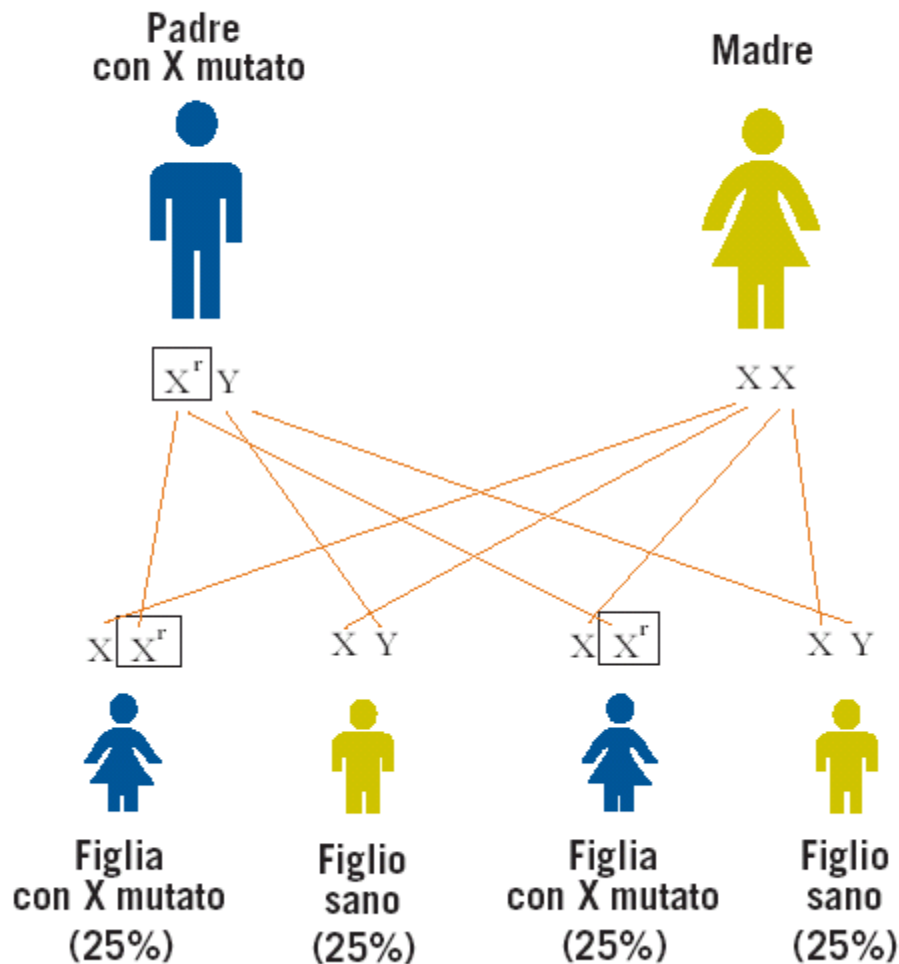 Padre
con X mutato
Madre
Xʳ Y
X X
X Xʳ
X Y
X Xʳ
X Y
Figlia
con X mutato
(25%)
Figlio
sano
(25%)
Figlia
con X mutato
(25%)
Figlio
sano
(25%)